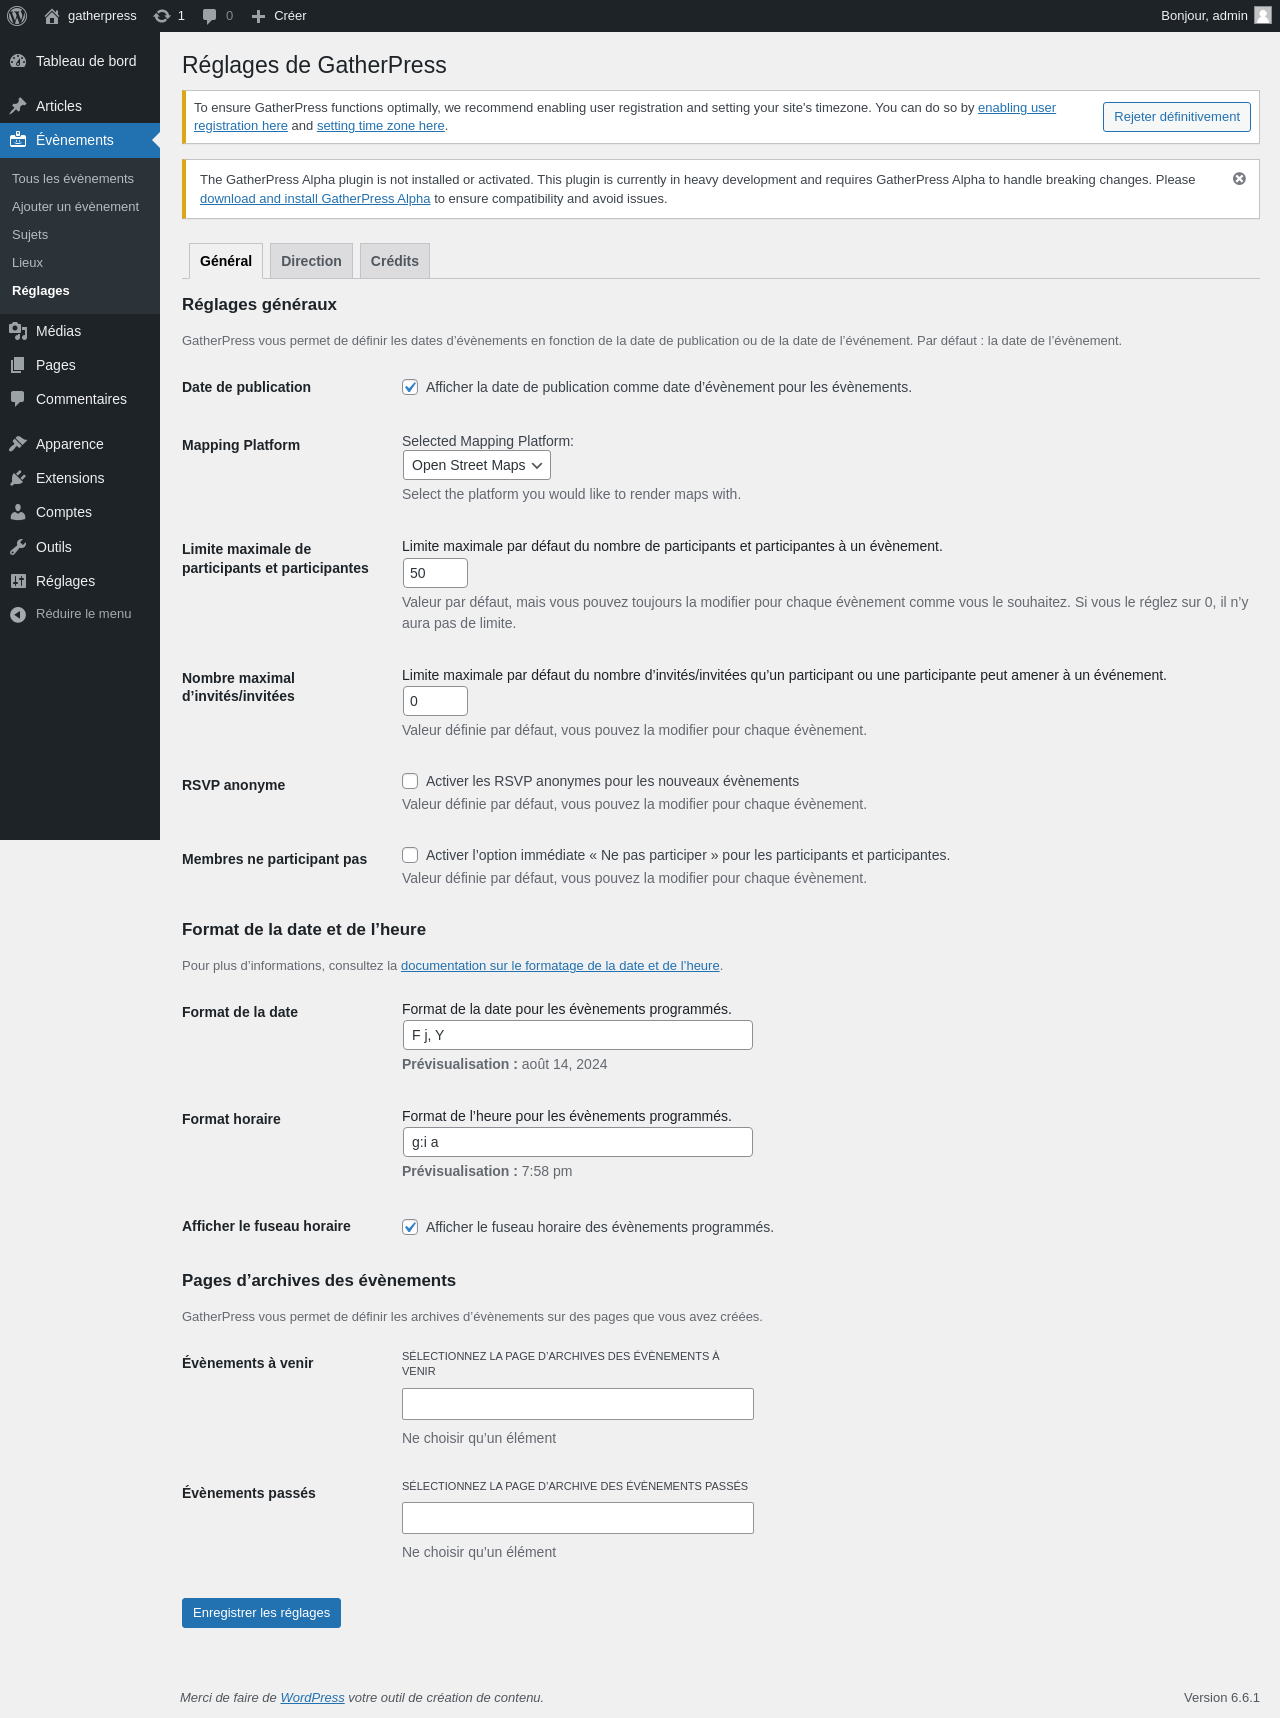 gatherpress
1
0
Créer
Bonjour, admin
Tableau de bord
Articles
Évènements
Tous les évènements
Ajouter un évènement
Sujets
Lieux
Réglages
Médias
Pages
Commentaires
Apparence
Extensions
Comptes
Outils
Réglages
Réduire le menu
Réglages de GatherPress
To ensure GatherPress functions optimally, we recommend enabling user registration and setting your site's timezone. You can do so by enabling user
registration here and setting time zone here.
Rejeter définitivement
The GatherPress Alpha plugin is not installed or activated. This plugin is currently in heavy development and requires GatherPress Alpha to handle breaking changes. Please
download and install GatherPress Alpha to ensure compatibility and avoid issues.
Général
Direction
Crédits
Réglages généraux
GatherPress vous permet de définir les dates d’évènements en fonction de la date de publication ou de la date de l’événement. Par défaut : la date de l’évènement.
Date de publication
Afficher la date de publication comme date d’évènement pour les évènements.
Mapping Platform
Selected Mapping Platform:
Open Street Maps
Select the platform you would like to render maps with.
Limite maximale de
participants et participantes
Limite maximale par défaut du nombre de participants et participantes à un évènement.
50
Valeur par défaut, mais vous pouvez toujours la modifier pour chaque évènement comme vous le souhaitez. Si vous le réglez sur 0, il n’y
aura pas de limite.
Nombre maximal
d’invités/invitées
Limite maximale par défaut du nombre d’invités/invitées qu’un participant ou une participante peut amener à un événement.
0
Valeur définie par défaut, vous pouvez la modifier pour chaque évènement.
RSVP anonyme
Activer les RSVP anonymes pour les nouveaux évènements
Valeur définie par défaut, vous pouvez la modifier pour chaque évènement.
Membres ne participant pas
Activer l’option immédiate « Ne pas participer » pour les participants et participantes.
Valeur définie par défaut, vous pouvez la modifier pour chaque évènement.
Format de la date et de l’heure
Pour plus d’informations, consultez la documentation sur le formatage de la date et de l’heure.
Format de la date
Format de la date pour les évènements programmés.
F j, Y
Prévisualisation : août 14, 2024
Format horaire
Format de l’heure pour les évènements programmés.
g:i a
Prévisualisation : 7:58 pm
Afficher le fuseau horaire
Afficher le fuseau horaire des évènements programmés.
Pages d’archives des évènements
GatherPress vous permet de définir les archives d’évènements sur des pages que vous avez créées.
Évènements à venir
SÉLECTIONNEZ LA PAGE D’ARCHIVES DES ÉVÈNEMENTS À
VENIR
Ne choisir qu’un élément
Évènements passés
SÉLECTIONNEZ LA PAGE D’ARCHIVE DES ÉVÈNEMENTS PASSÉS
Ne choisir qu’un élément
Enregistrer les réglages
Merci de faire de WordPress votre outil de création de contenu.
Version 6.6.1